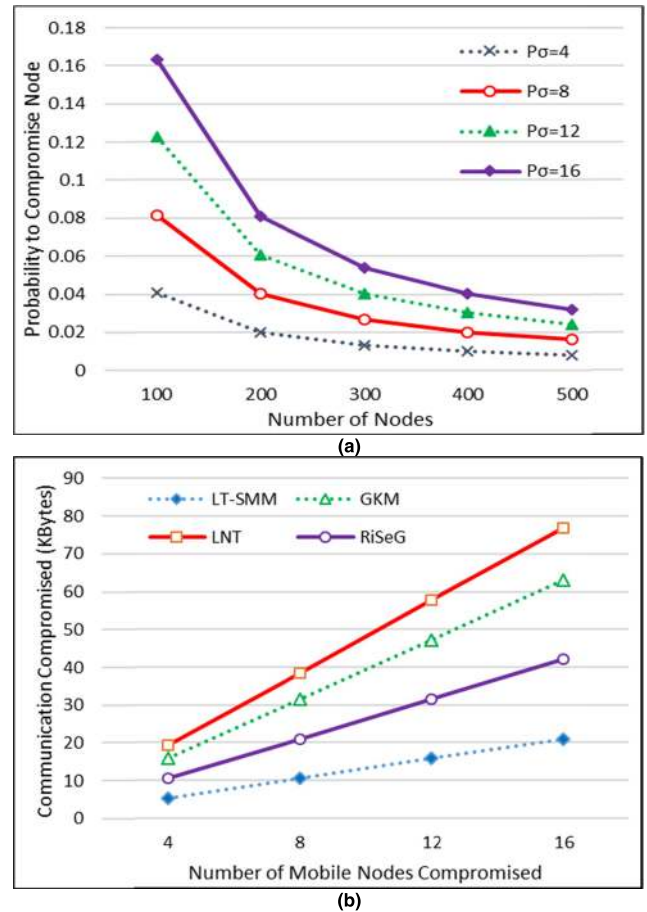 0.18
0.16
0.14
0.12
0.1
0.08
0.06
0.04
0.02
0
Probability to Compromise Node
Pσ=4
Pσ=8
Pσ=12
Pσ=16
100 200 300 400 500
Number of Nodes
(a)
90
80
70
60
50
40
30
20
10
0
Communication Compromised (KBytes)
LT-SMM GKM
LNT RiSeG
4 8 12 16
Number of Mobile Nodes Compromised
(b)